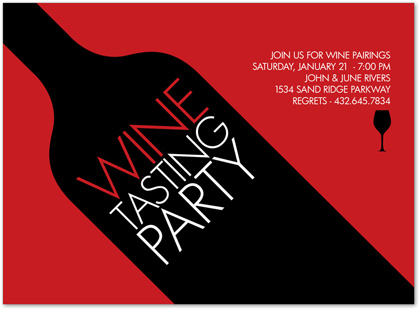 WINE
TASTING
PARTY
JOIN US FOR WINE PAIRINGS
SATURDAY, JANUARY 21 - 7:00 PM
JOHN & JUNE RIVERS
1534 SAND RIDGE PARKWAY
REGRETS - 432.645.7834